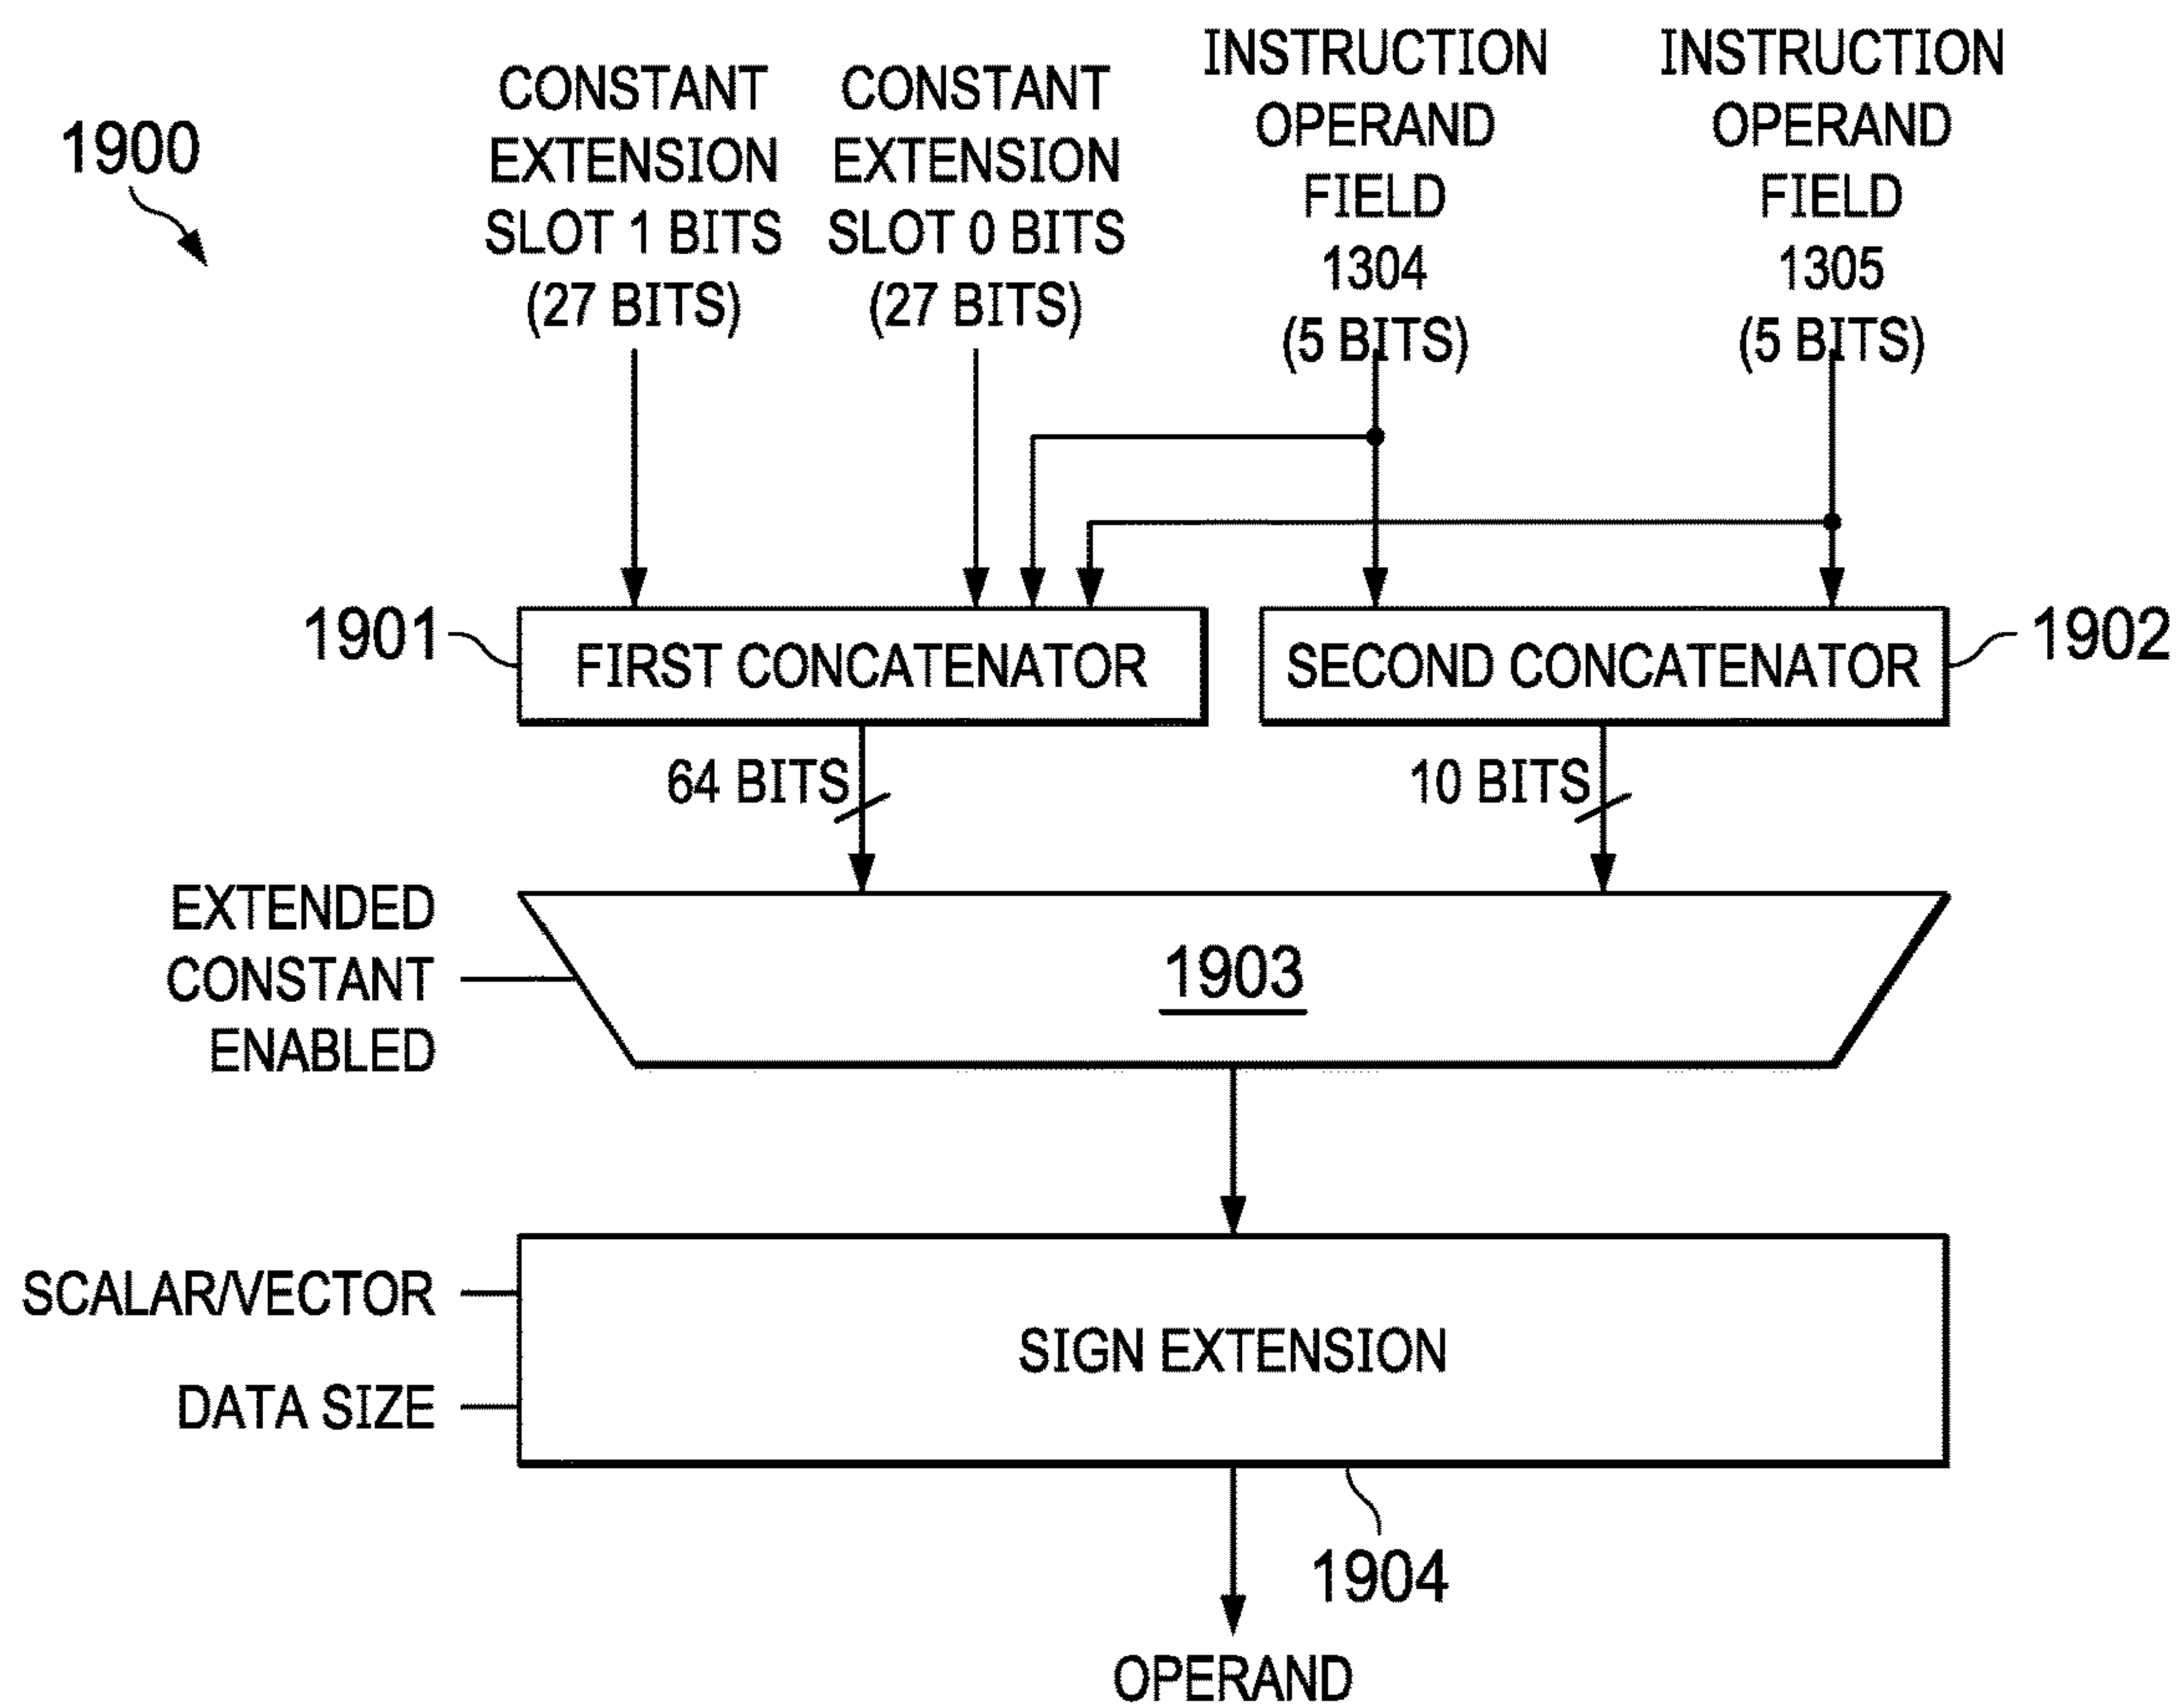 1900
CONSTANT
EXTENSION
SLOT 1 BITS
(27 BITS)
CONSTANT
EXTENSION
SLOT 0 BITS
(27 BITS)
INSTRUCTION
OPERAND
FIELD
1304
(5 BITS)
INSTRUCTION
OPERAND
FIELD
1305
(5 BITS)
1901
FIRST CONCATENATOR
SECOND CONCATENATOR
1902
64 BITS
10 BITS
EXTENDED
CONSTANT
ENABLED
1903
SCALAR/VECTOR
DATA SIZE
SIGN EXTENSION
1904
OPERAND